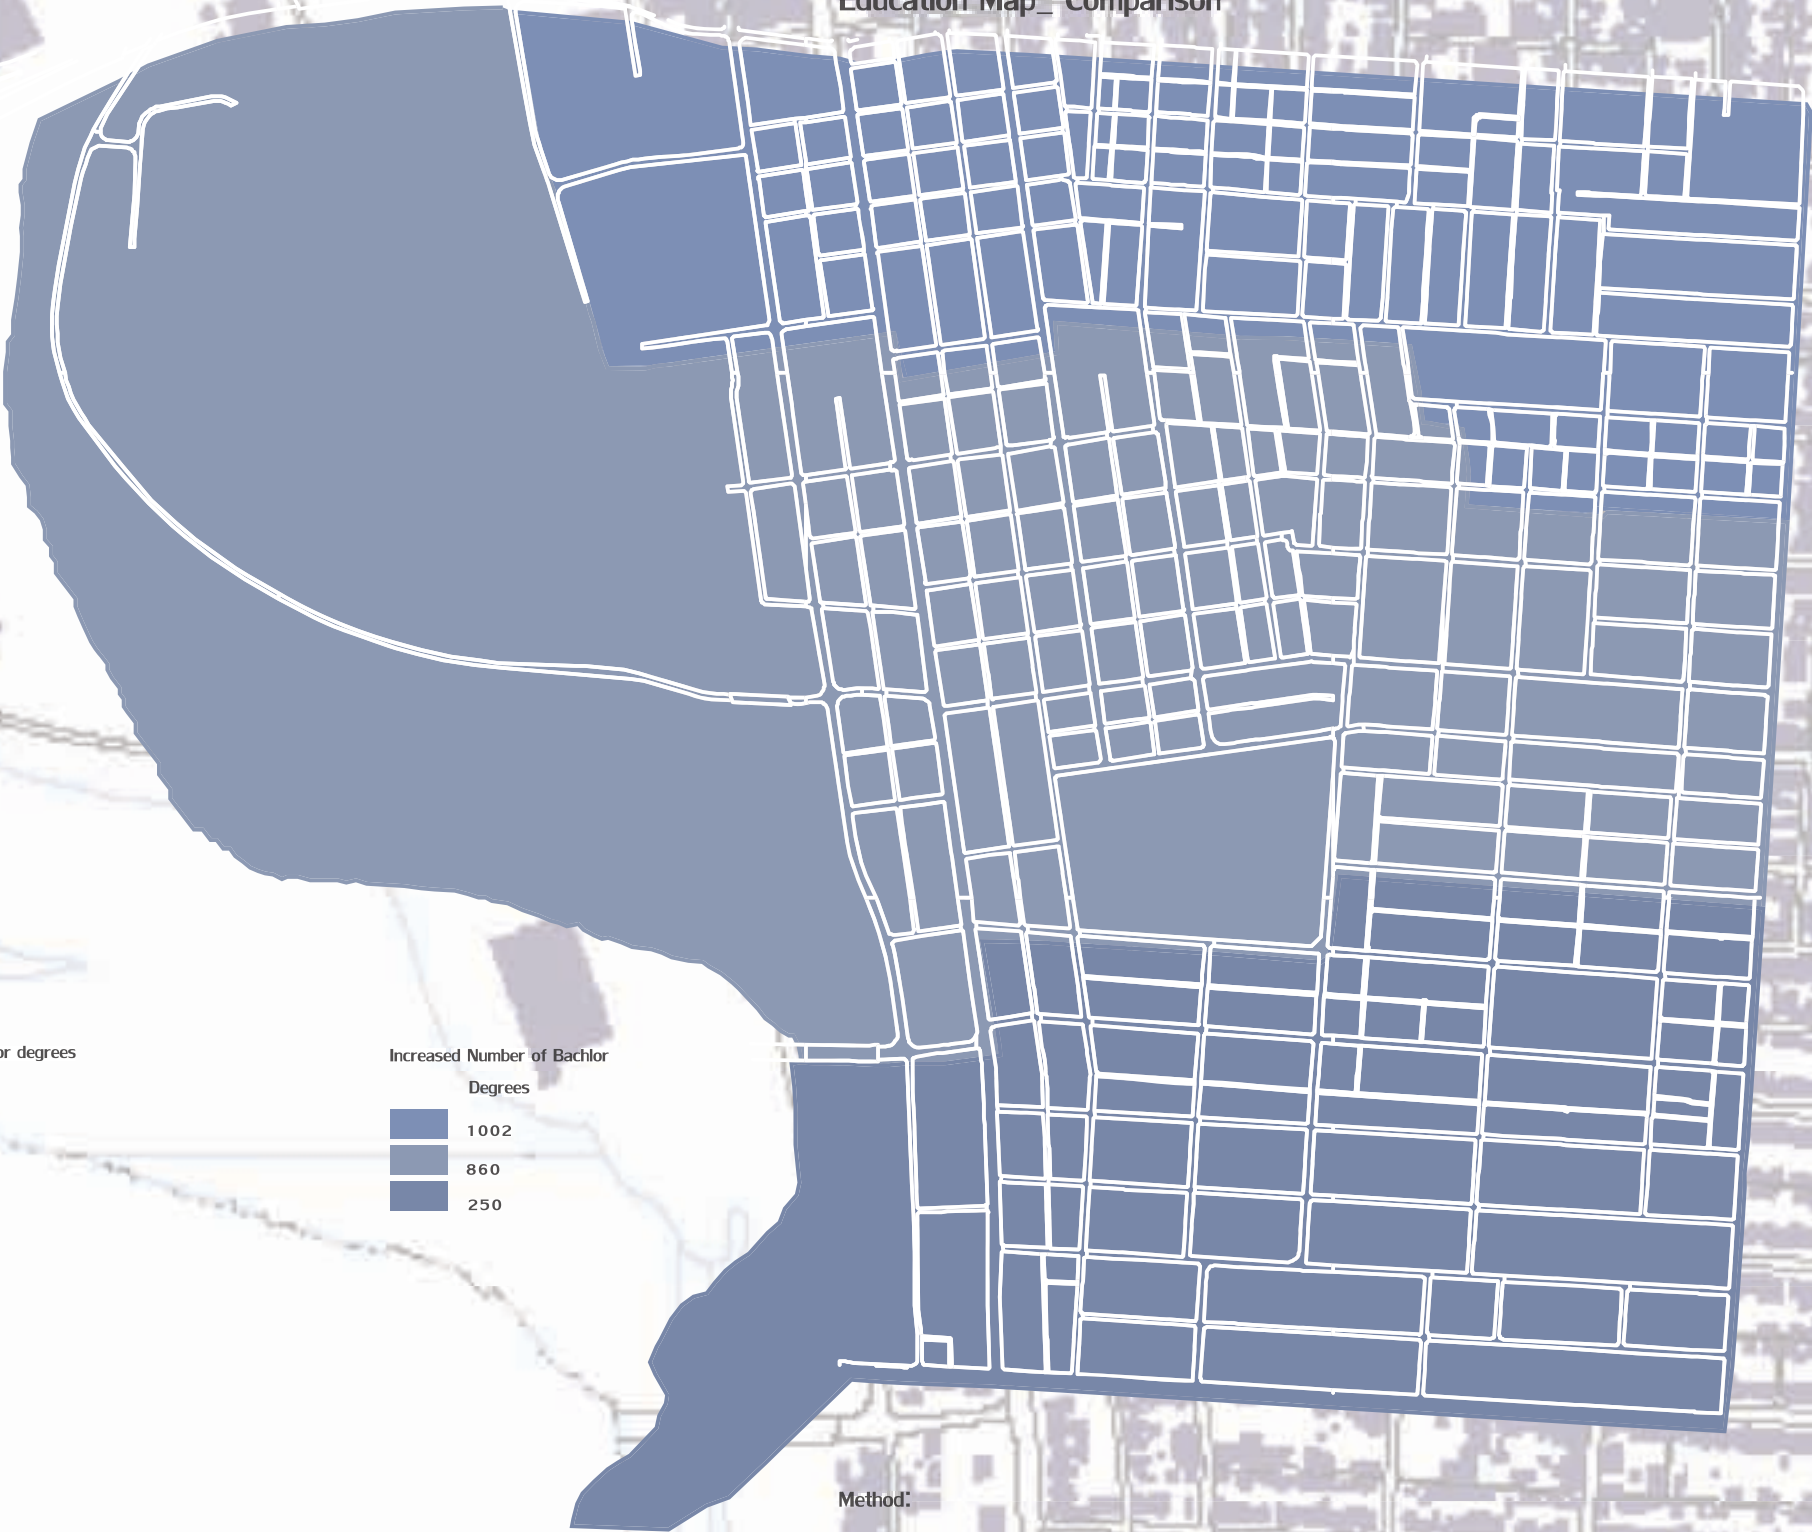 Education Map_ Comparison
or degrees
Increased Number of Bachlor
Degrees
1002
860
250
Method: